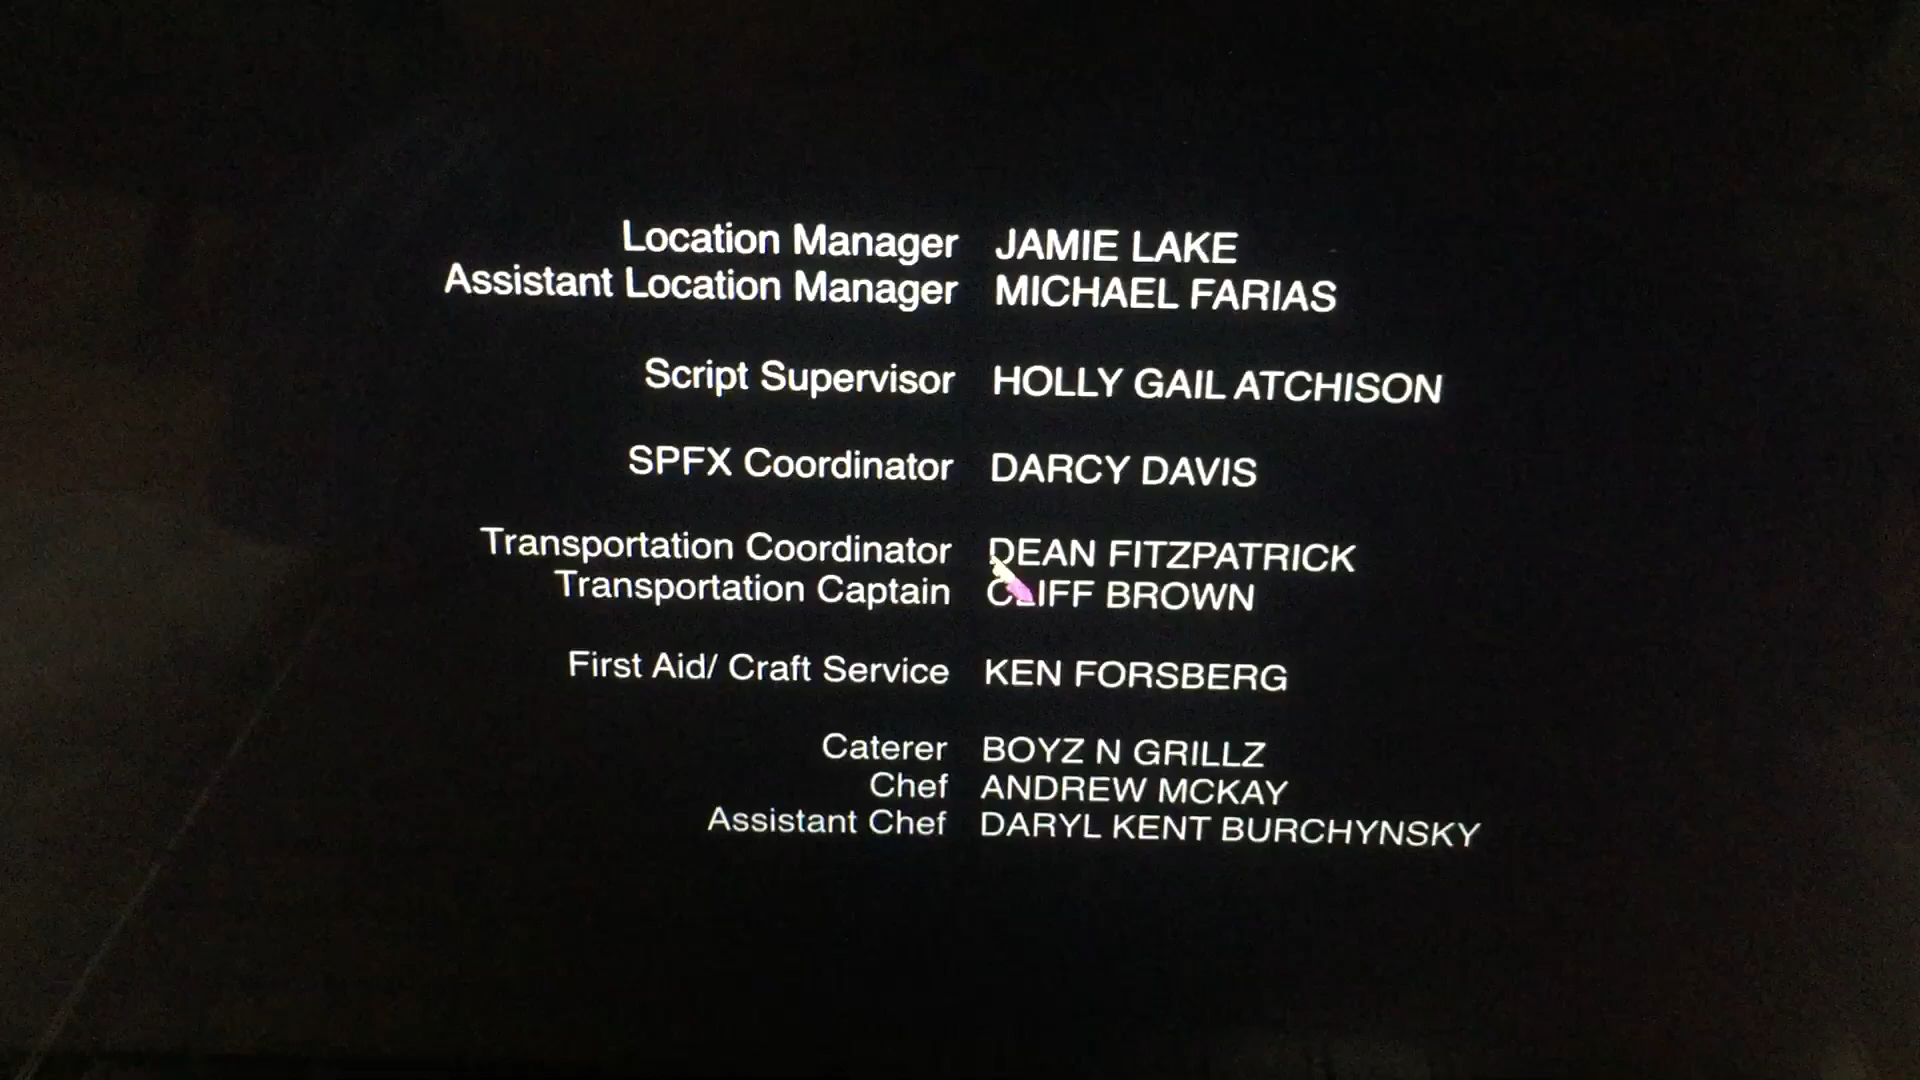 Location Manager JAMIE LAKE
Assistant Location Manager MICHAEL FARIAS
Script Supervisor HOLLY GAIL ATCHISON
SPFX Coordinator DARCY DAVIS
Transportation Coordinator DEAN FITZPATRICK
Transportation Captain CLIFF BROWN
First Aid/ Craft Service KEN FORSBERG
Caterer BOYZ N GRILLZ
Chef ANDREW MCKAY
Assistant Chef DARYL KENT BURCHYNSKY